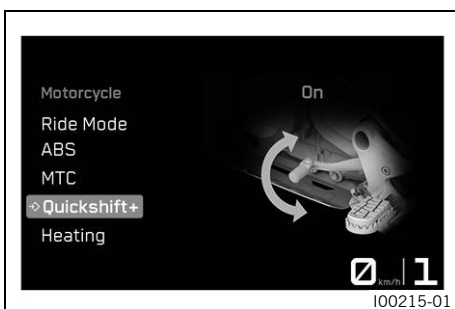 Motorcycle
On
Ride Mode
ABS
MTC
Quickshift+
Heating
0 km/h 1
I00215-01